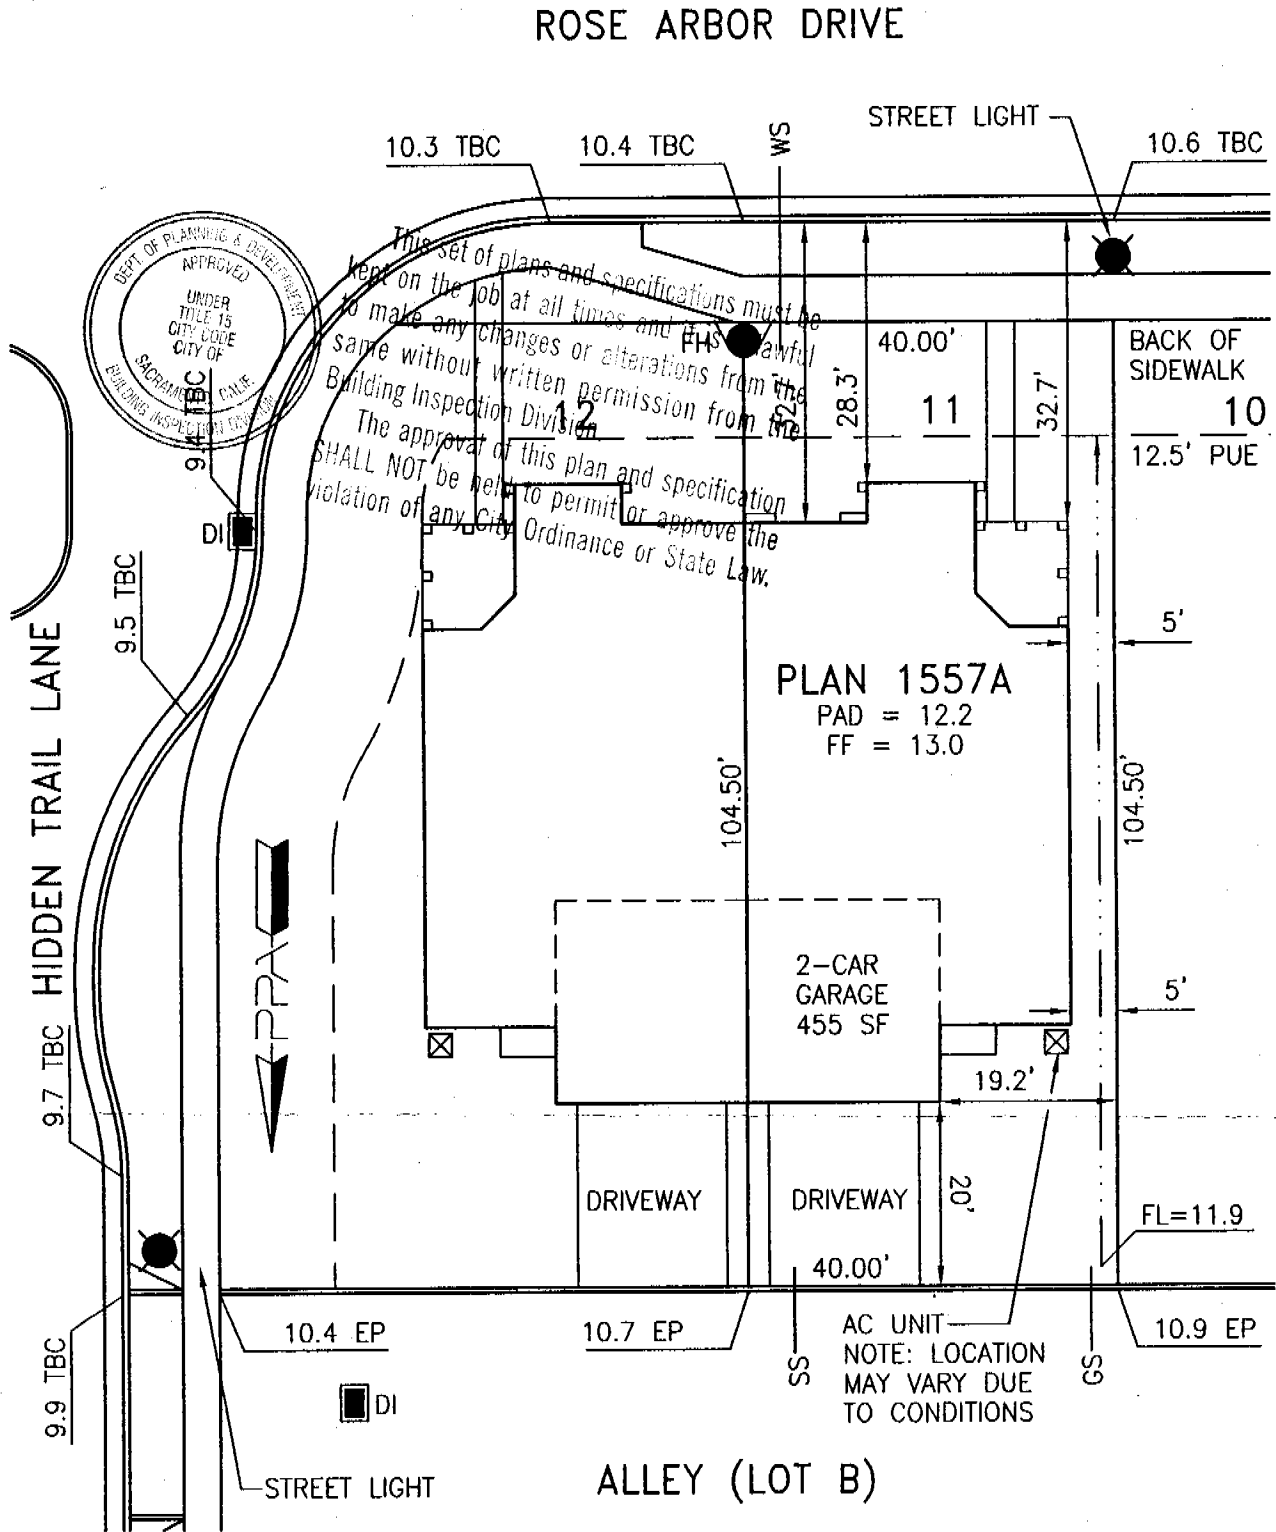 ROSE ARBOR DRIVE
STREET LIGHT
WS
10.3 TBC
10.4 TBC
10.6 TBC
DEPT. OF PLANNING & DEVELOPMENT
APPROVED
UNDER
TITLE 15
CITY CODE
CITY OF
SACRAMENTO CALIF.
BUILDING INSPECTION DIVISION
This set of plans and specifications must be
kept on the job at all times and it is unlawful
to make any changes or alterations from the
same without written permission from the
Building Inspection Division
The approval of this plan and specification
SHALL NOT be held to permit or approve the
violation of any City Ordinance or State Law.
FH
40.00'
BACK OF
SIDEWALK
28.3'
32.7'
12
11
10
12.5' PUE
9.4 TBC
DI
9.5 TBC
5'
HIDDEN TRAIL LANE
PLAN 1557A
PAD = 12.2
FF = 13.0
104.50'
104.50'
PPA
2-CAR
GARAGE
455 SF
5'
9.7 TBC
19.2'
DRIVEWAY
DRIVEWAY
20'
FL=11.9
40.00'
10.4 EP
10.7 EP
AC UNIT
NOTE: LOCATION
MAY VARY DUE
TO CONDITIONS
10.9 EP
SS
GS
9.9 TBC
DI
STREET LIGHT
ALLEY (LOT B)